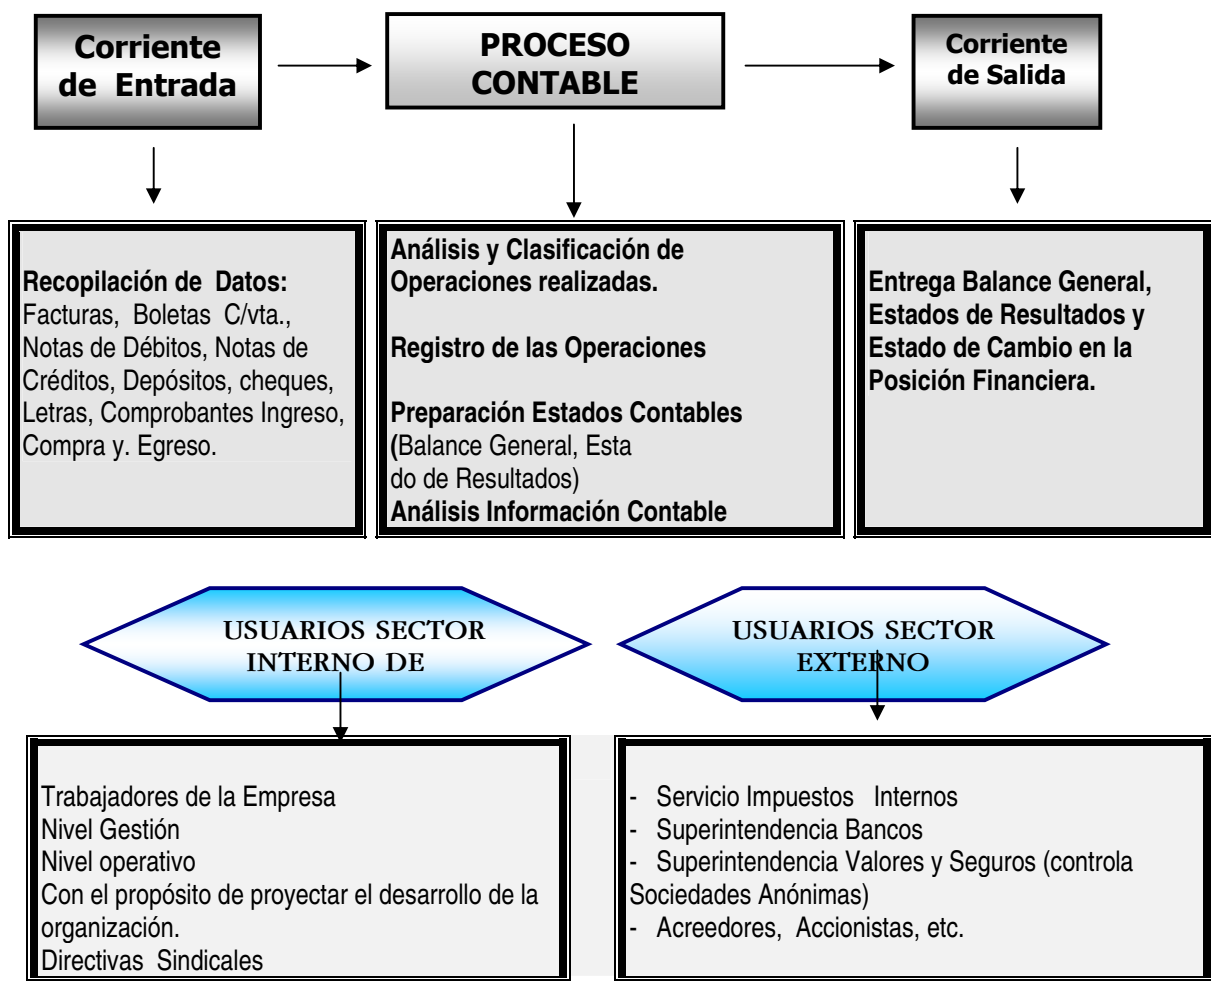 Corriente
de Entrada
PROCESO
CONTABLE
Corriente
de Salida
Recopilación de Datos:
Facturas, Boletas C/vta.,
Notas de Débitos, Notas de
Créditos, Depósitos, cheques,
Letras, Comprobantes Ingreso,
Compra y. Egreso.
Análisis y Clasificación de
Operaciones realizadas.
Registro de las Operaciones
Preparación Estados Contables
(Balance General, Esta
do de Resultados)
Análisis Información Contable
Entrega Balance General,
Estados de Resultados y
Estado de Cambio en la
Posición Financiera.
USUARIOS SECTOR
INTERNO DE
USUARIOS SECTOR
EXTERNO
Trabajadores de la Empresa
Nivel Gestión
Nivel operativo
Con el propósito de proyectar el desarrollo de la
organización.
Directivas Sindicales
- Servicio Impuestos Internos
- Superintendencia Bancos
- Superintendencia Valores y Seguros (controla
Sociedades Anónimas)
- Acreedores, Accionistas, etc.